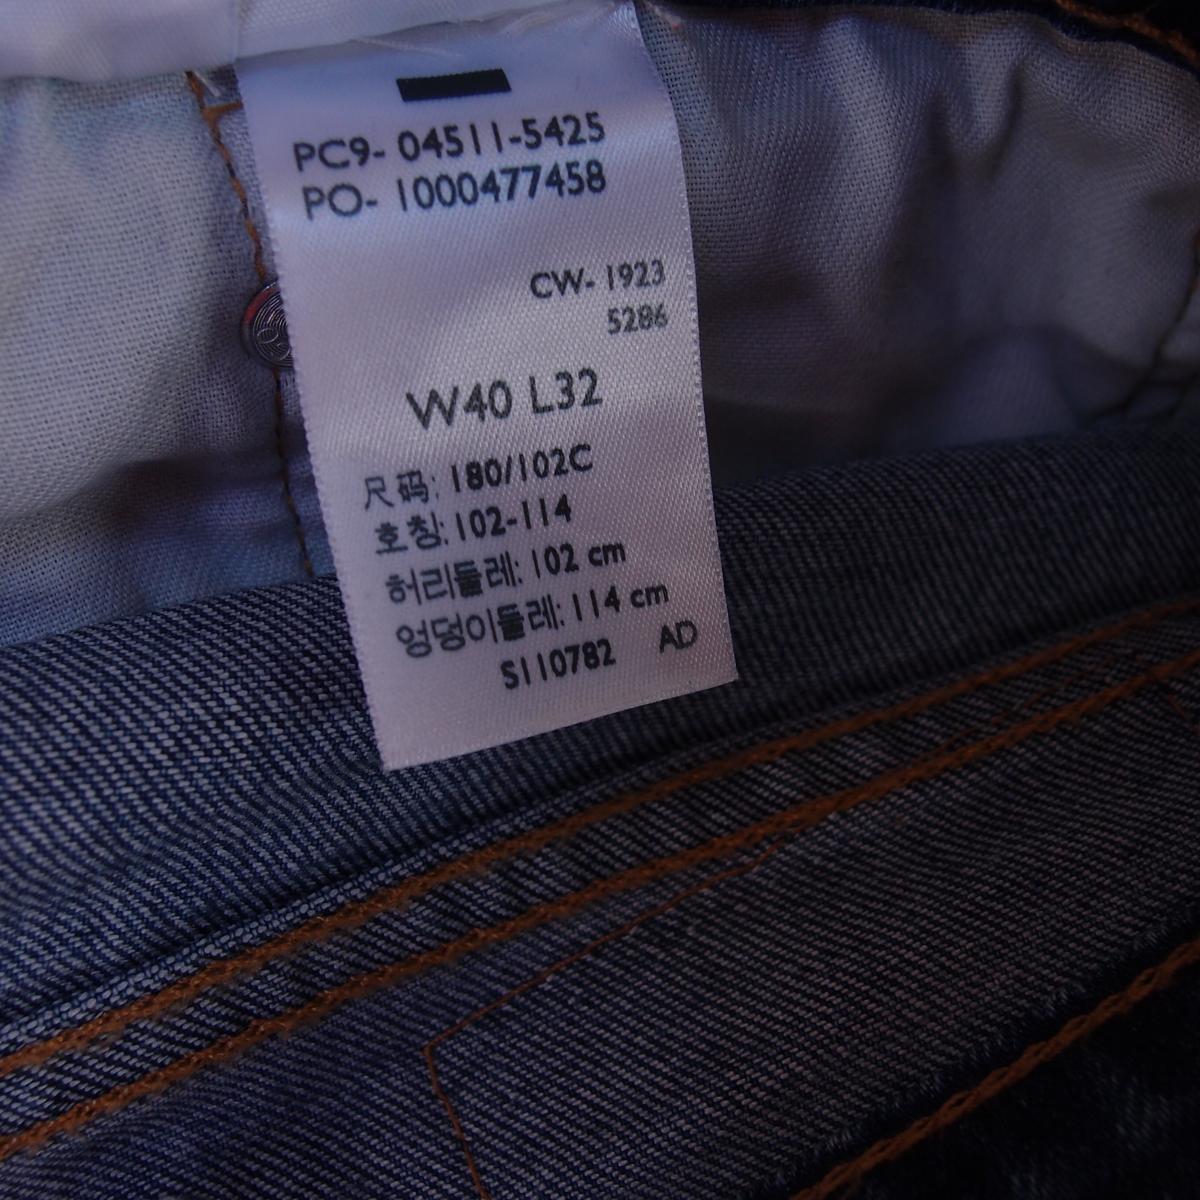 PC9- 04511-5425
PO- 1000477458
CW- 1923
5286
W40 L32
尺码: 180/102C
호칭: 102-114
허리둘레: 102 cm
엉덩이둘레: 114 cm
S110782 AD